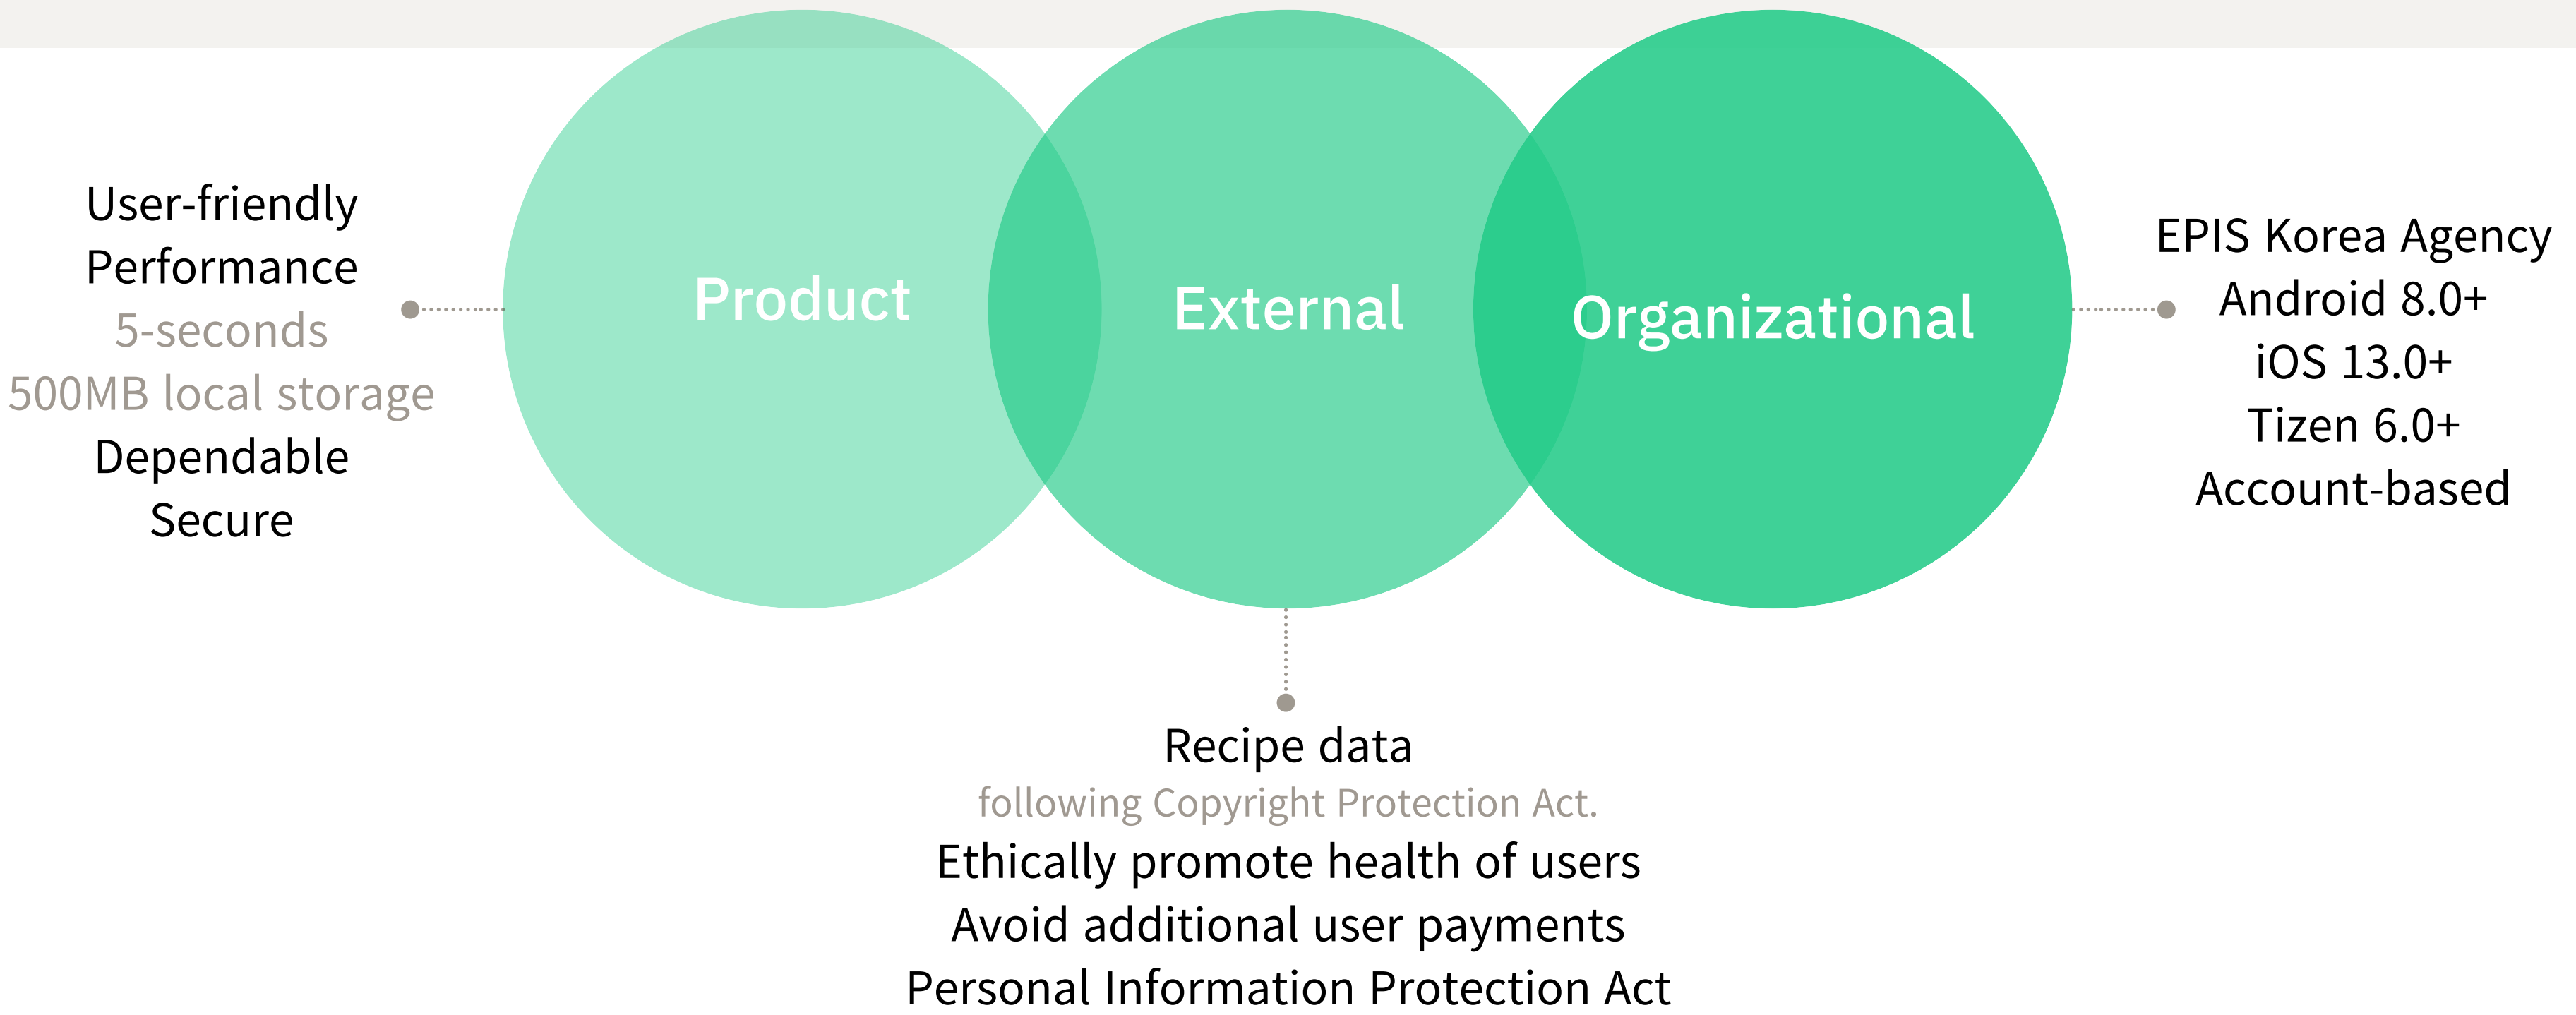 User-friendly
Performance
5-seconds
500MB local storage
Dependable
Secure
Product
External
Organizational
EPIS Korea Agency
Android 8.0+
iOS 13.0+
Tizen 6.0+
Account-based
Recipe data
following Copyright Protection Act.
Ethically promote health of users
Avoid additional user payments
Personal Information Protection Act